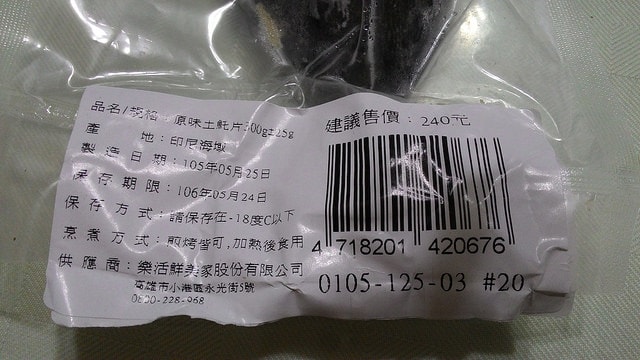 品名/規格：原味土魠片300g±25g
產　　地：印尼海域
製造日期：105年05月25日
保存期限：106年05月24日
保存方式：請保存在-18度C以下
烹煮方式：煎烤皆可,加熱後食用
供應商：樂活鮮美家股份有限公司
高雄市小港區永光街5號
0800-228-968
建議售價：240元
4 718201 420676
0105-125-03 #20